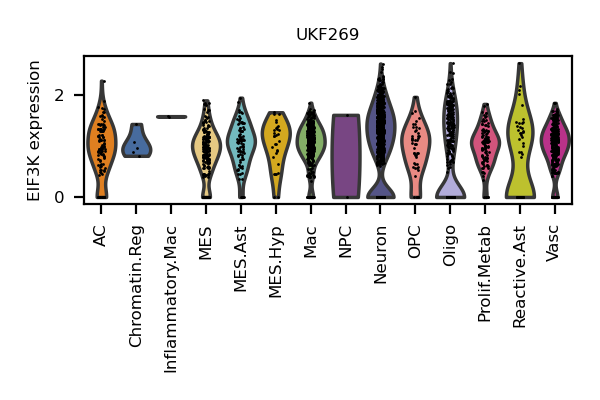 UKF269
EIF3K expression
2
0
AC
Chromatin.Reg
Inflammatory.Mac
MES
MES.Ast
MES.Hyp
Mac
NPC
Neuron
OPC
Oligo
Prolif.Metab
Reactive.Ast
Vasc